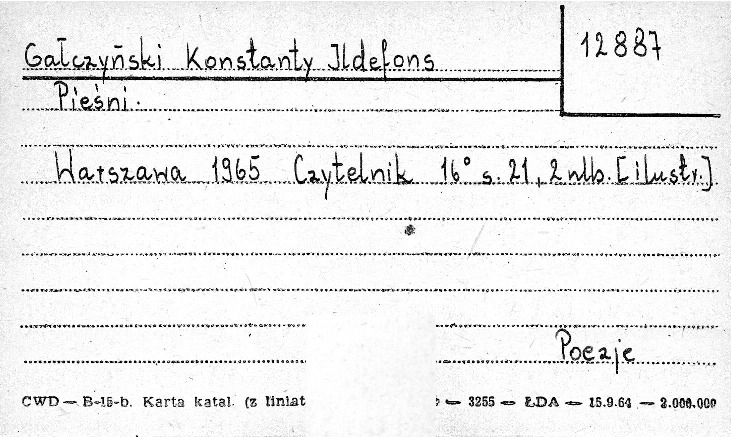 Gałczyński Konstanty Ildefons
12887
Pieśni.
Warszawa 1965 Czytelnik 16° s. 21, 2 nlb. [ilustr.]
Poezje
CWD — B-15-b. Karta katal. (z liniat — 3255 — ŁDA — 15.9.64 — 2.000.000